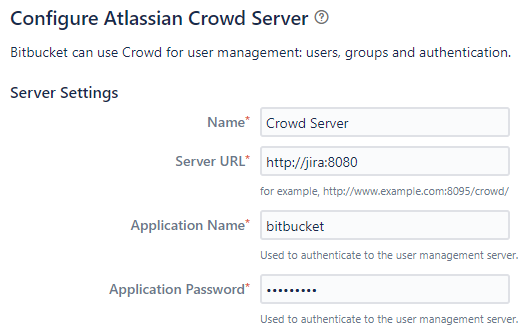 Configure Atlassian Crowd Server ?
Bitbucket can use Crowd for user management: users, groups and authentication.
Server Settings
Name* Crowd Server
Server URL* http://jira:8080
for example, http://www.example.com:8095/crowd/
Application Name* bitbucket
Used to authenticate to the user management server.
Application Password* •••••••••
Used to authenticate to the user management server.